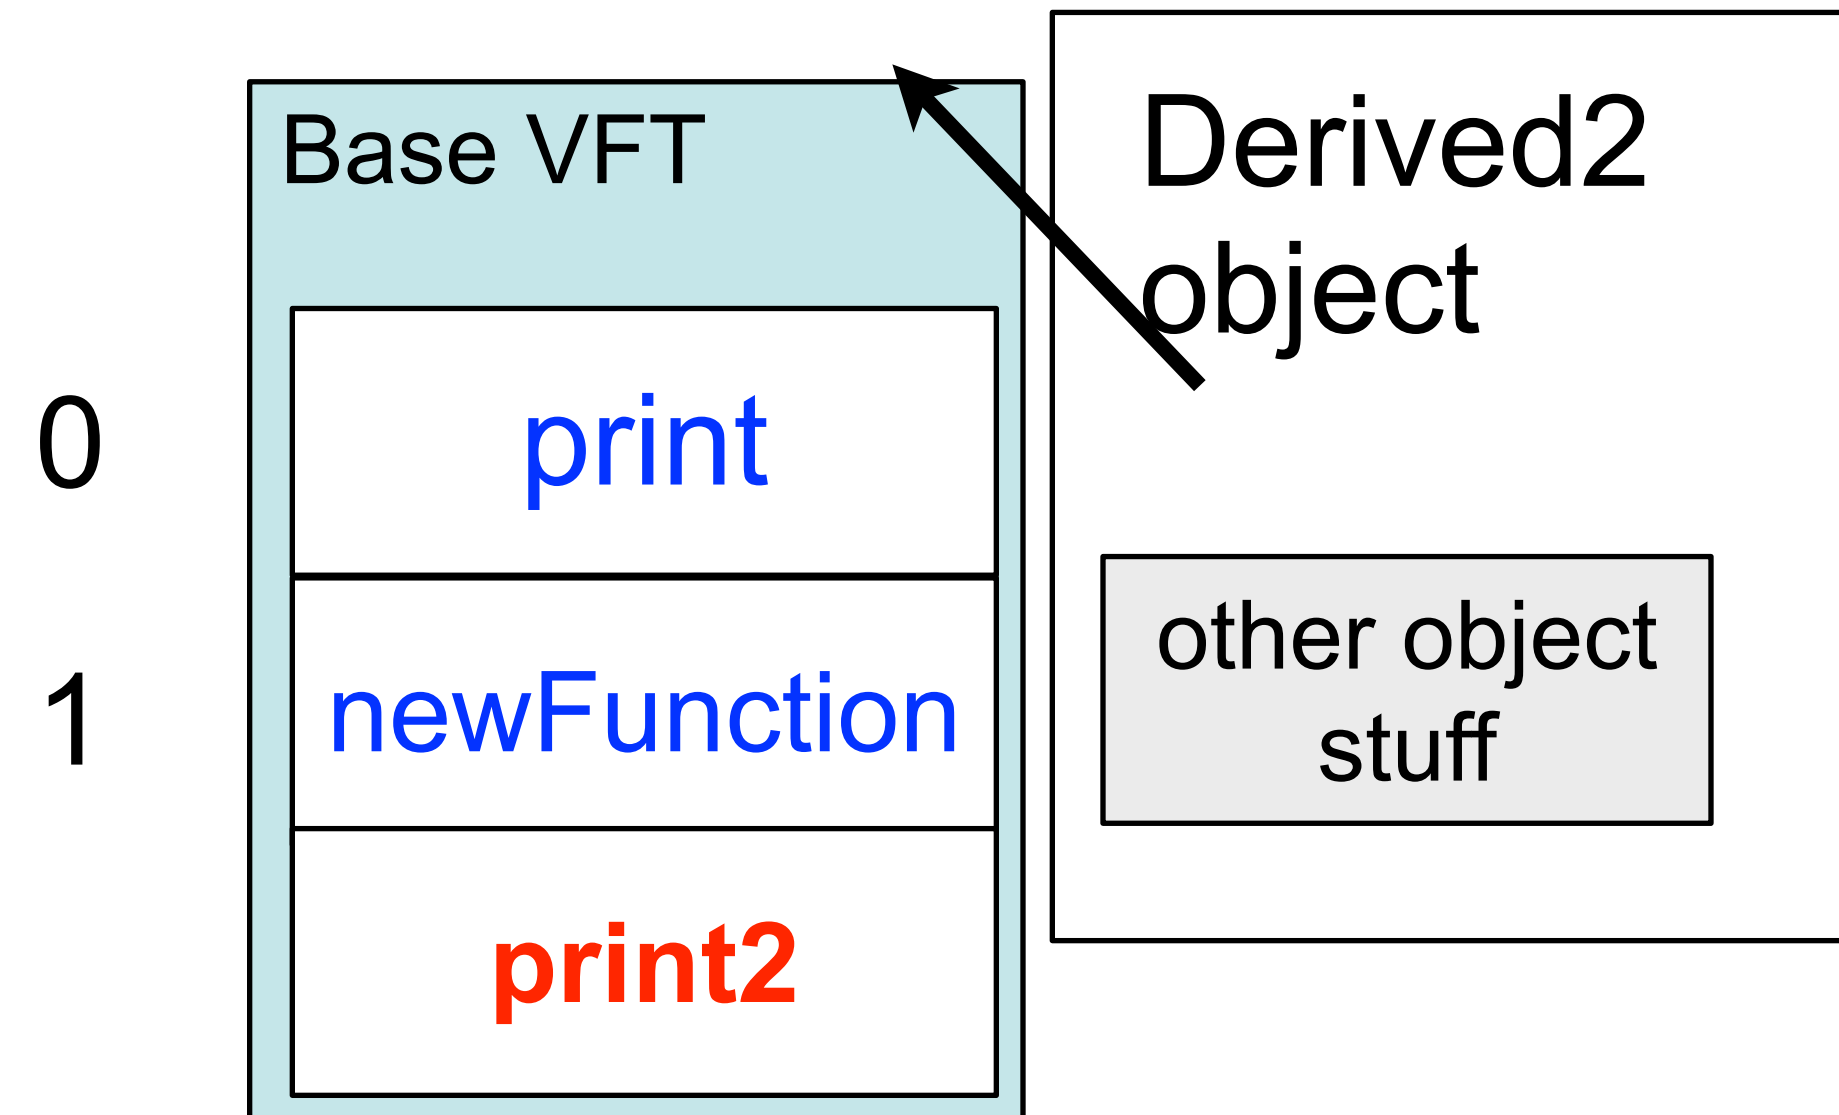 Base VFT
0
print
1
newFunction
print2
Derived2
object
other object
stuff